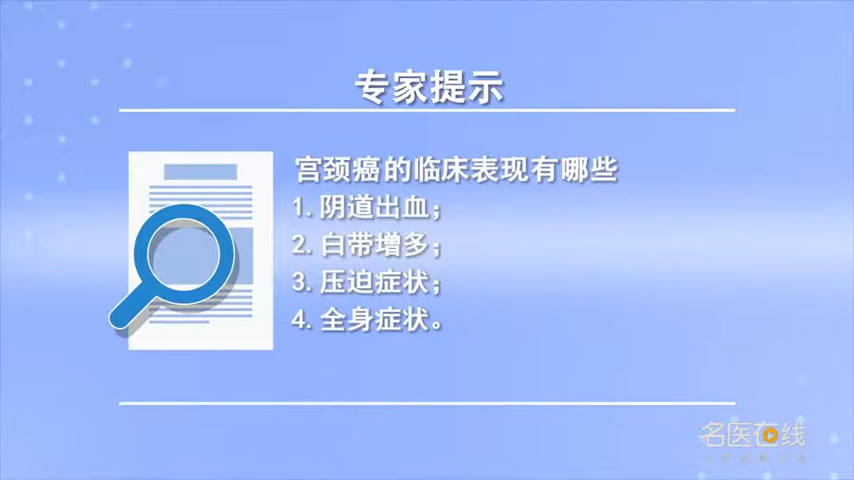 专家提示
宫颈癌的临床表现有哪些
1.阴道出血；
2.白带增多；
3.压迫症状；
4.全身症状。
名医在线